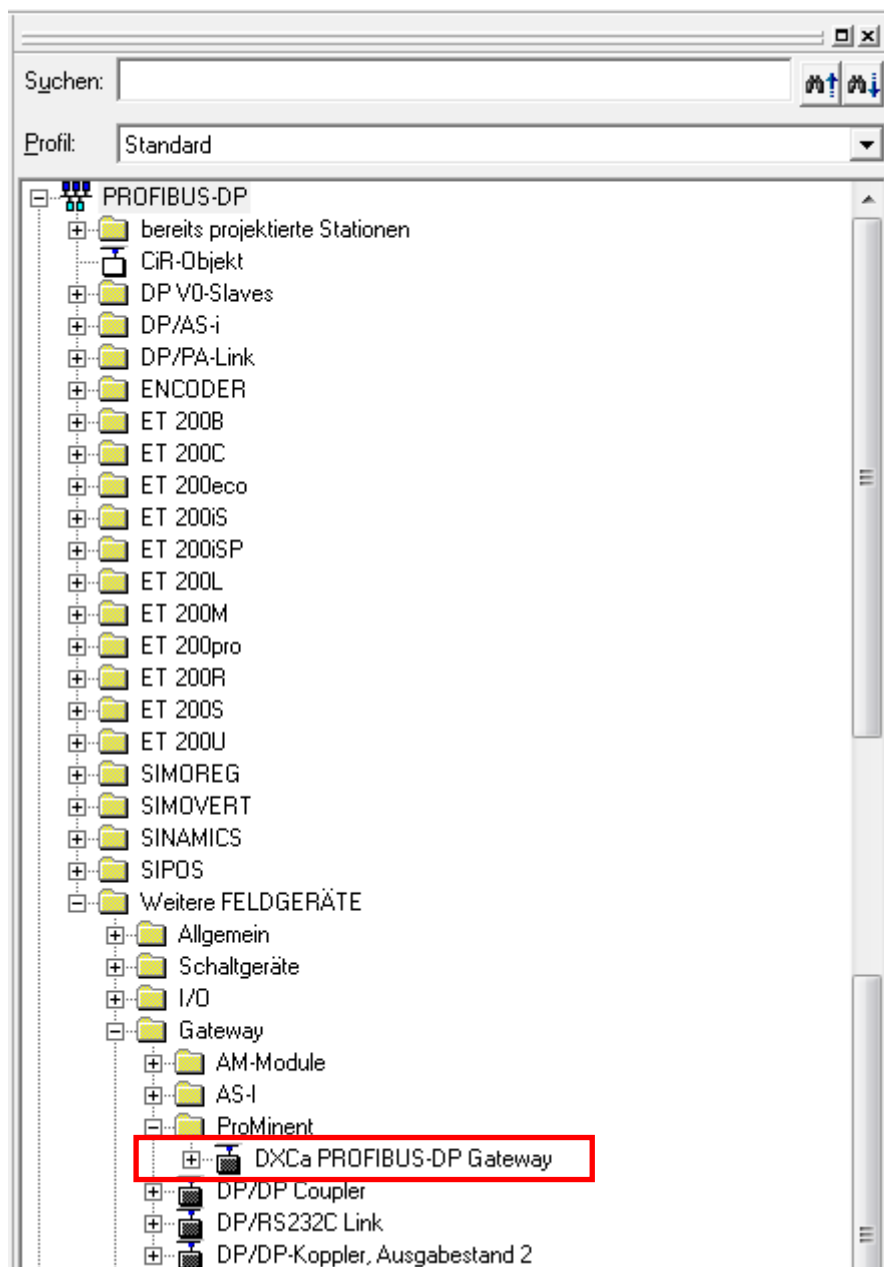 Suchen:
Profil: Standard
PROFIBUS-DP
bereits projektierte Stationen
CiR-Objekt
DP V0-Slaves
DP/AS-i
DP/PA-Link
ENCODER
ET 200B
ET 200C
ET 200eco
ET 200iS
ET 200iSP
ET 200L
ET 200M
ET 200pro
ET 200R
ET 200S
ET 200U
SIMOREG
SIMOVERT
SINAMICS
SIPOS
Weitere FELDGERÄTE
Allgemein
Schaltgeräte
I/O
Gateway
AM-Module
AS-I
ProMinent
DXCa PROFIBUS-DP Gateway
DP/DP Coupler
DP/RS232C Link
DP/DP-Koppler, Ausgabestand 2